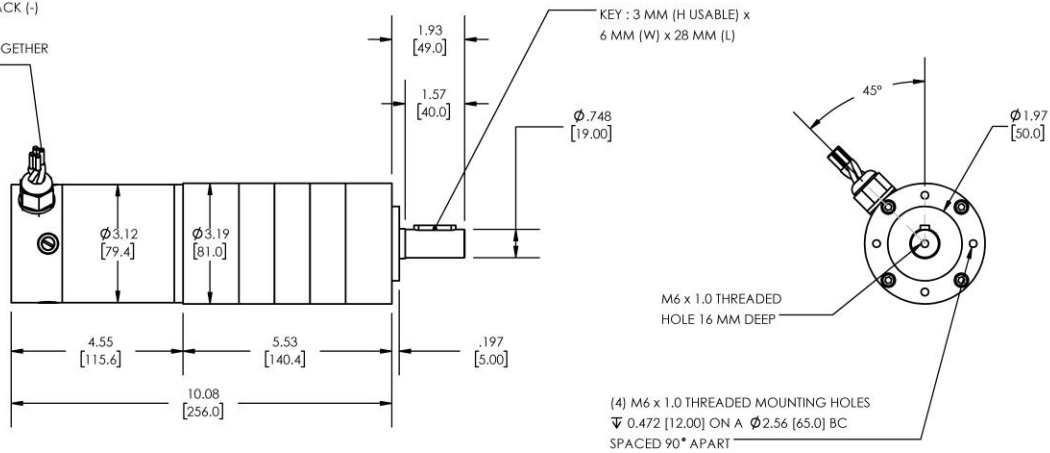 ACK (-)
GETHER
1.93
[49.0]
1.57
[40.0]
KEY : 3 MM (H USABLE) x
6 MM (W) x 28 MM (L)
Ø.748
[19.00]
45°
Ø1.97
[50.0]
Ø3.12
[79.4]
Ø3.19
[81.0]
4.55
[115.6]
5.53
[140.4]
.197
[5.00]
10.08
[256.0]
M6 x 1.0 THREADED
HOLE 16 MM DEEP
(4) M6 x 1.0 THREADED MOUNTING HOLES
↧ 0.472 [12.00] ON A Ø2.56 [65.0] BC
SPACED 90° APART